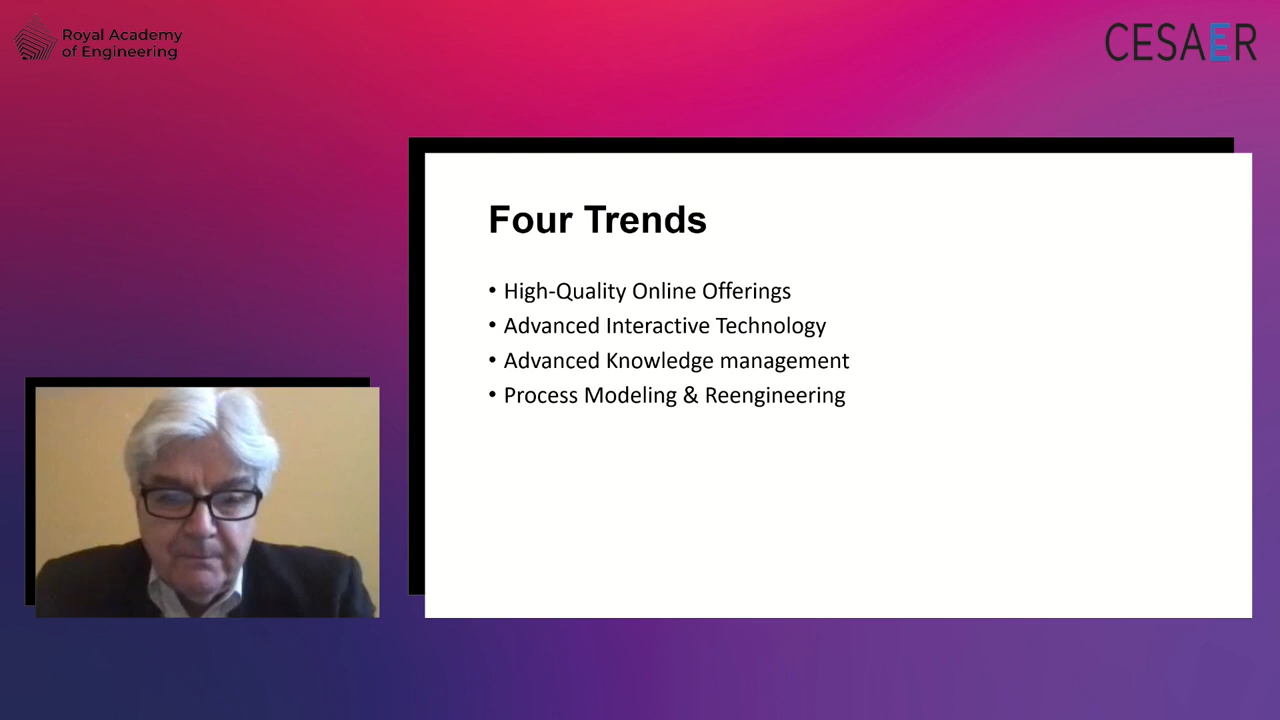 Royal Academy
of Engineering
CESAER
Four Trends
• High-Quality Online Offerings
• Advanced Interactive Technology
• Advanced Knowledge management
• Process Modeling & Reengineering